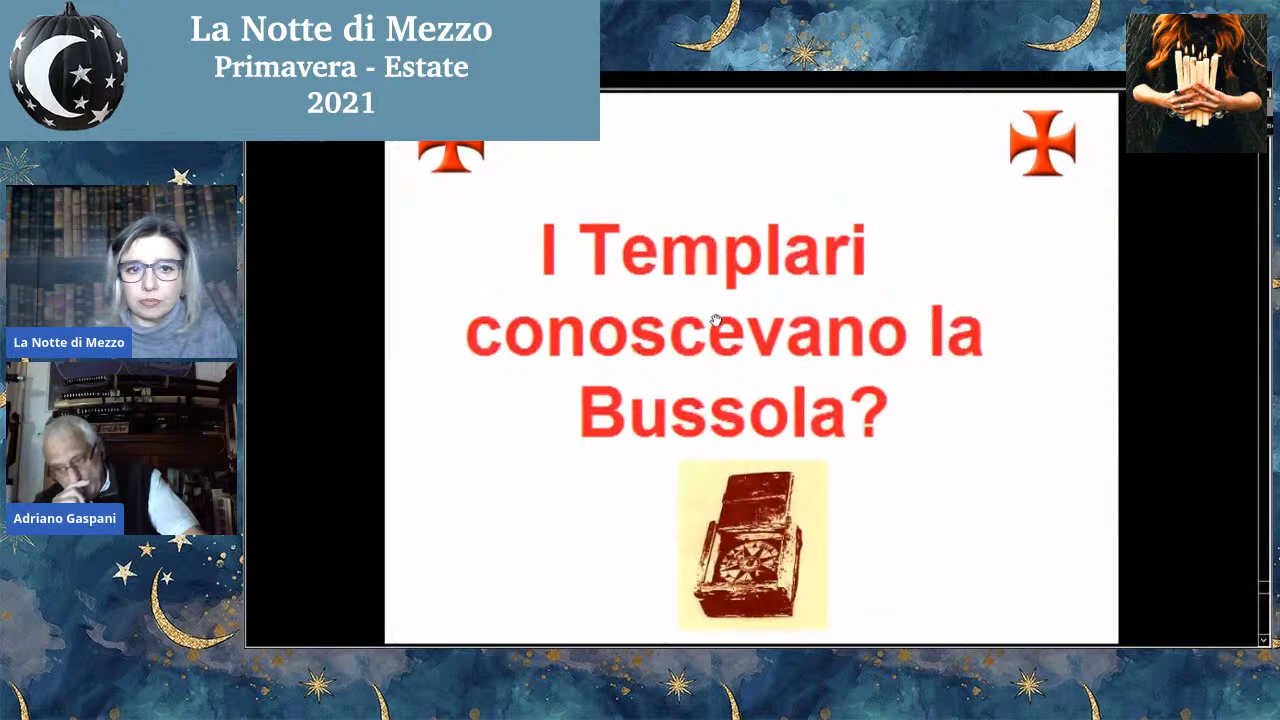 La Notte di Mezzo
Primavera - Estate
2021
I Templari
conoscevano la
Bussola?
La Notte di Mezzo
Adriano Gaspani